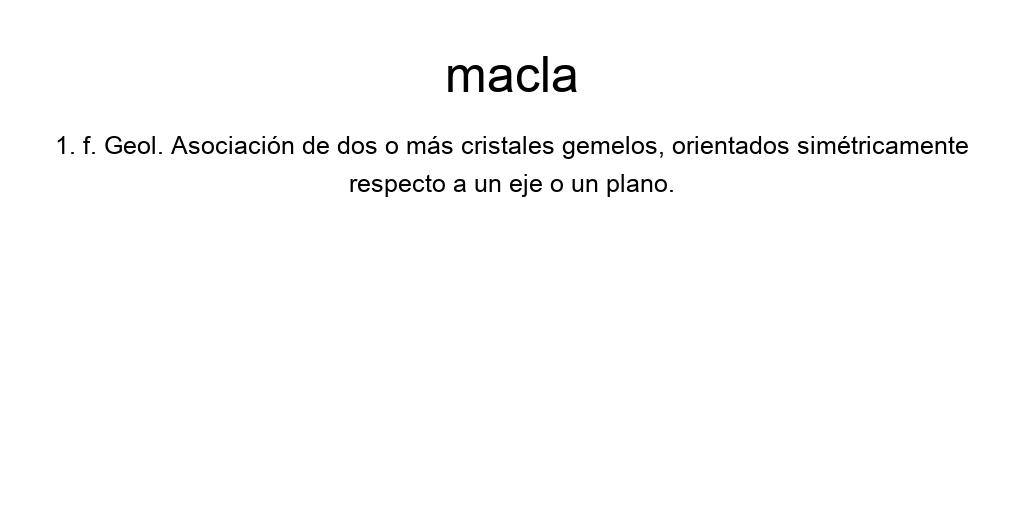 macla
1. f. Geol. Asociación de dos o más cristales gemelos, orientados simétricamente
respecto a un eje o un plano.